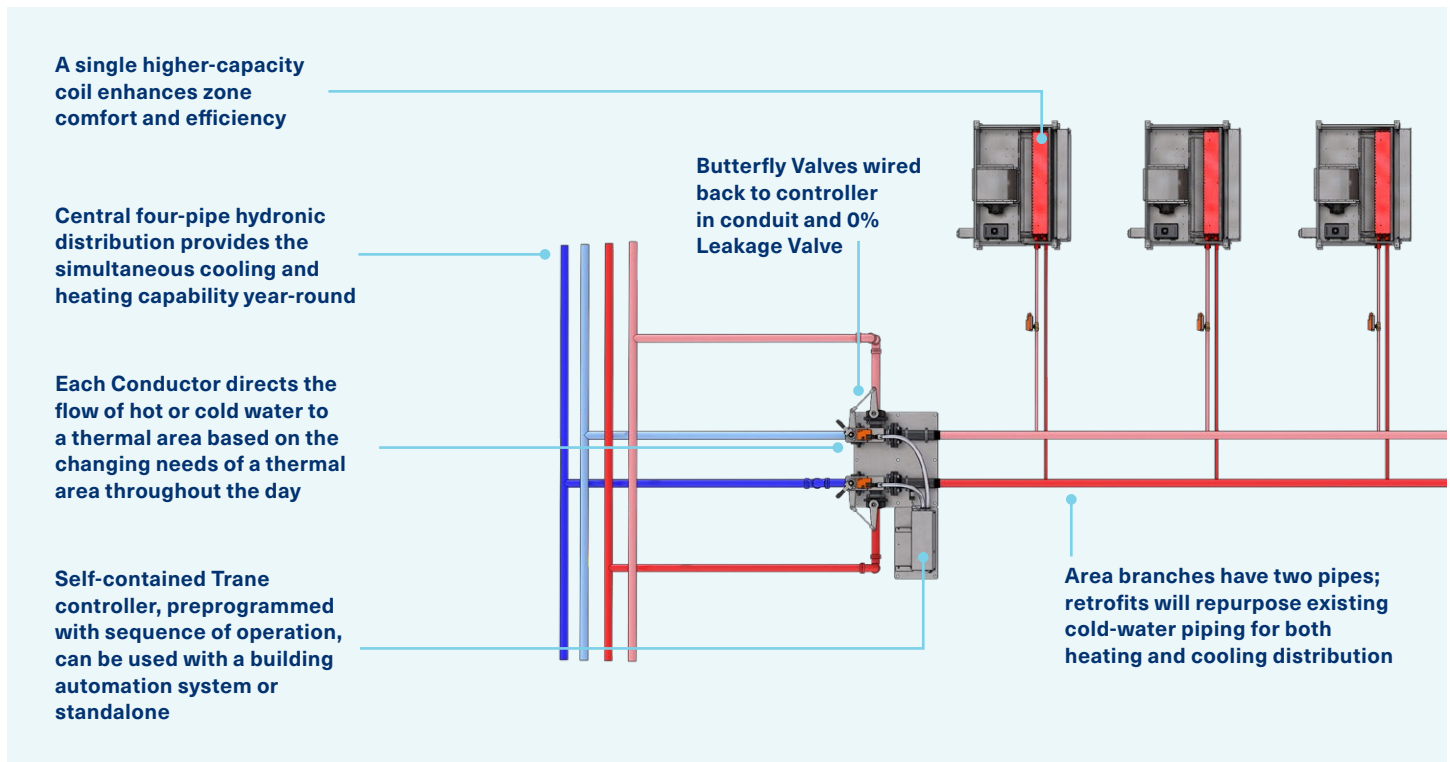 A single higher-capacity
coil enhances zone
comfort and efficiency
Central four-pipe hydronic
distribution provides the
simultaneous cooling and
heating capability year-round
Each Conductor directs the
flow of hot or cold water to
a thermal area based on the
changing needs of a thermal
area throughout the day
Self-contained Trane
controller, preprogrammed
with sequence of operation,
can be used with a building
automation system or
standalone
Butterfly Valves wired
back to controller
in conduit and 0%
Leakage Valve
Area branches have two pipes;
retrofits will repurpose existing
cold-water piping for both
heating and cooling distribution